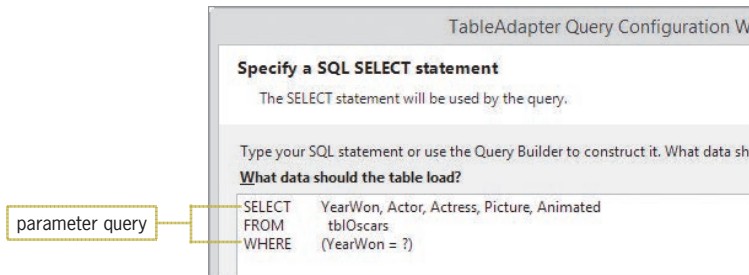 TableAdapter Query Configuration W
Specify a SQL SELECT statement
The SELECT statement will be used by the query.
Type your SQL statement or use the Query Builder to construct it. What data sh
What data should the table load?
SELECT YearWon, Actor, Actress, Picture, Animated
FROM tblOscars
WHERE (YearWon = ?)
parameter query